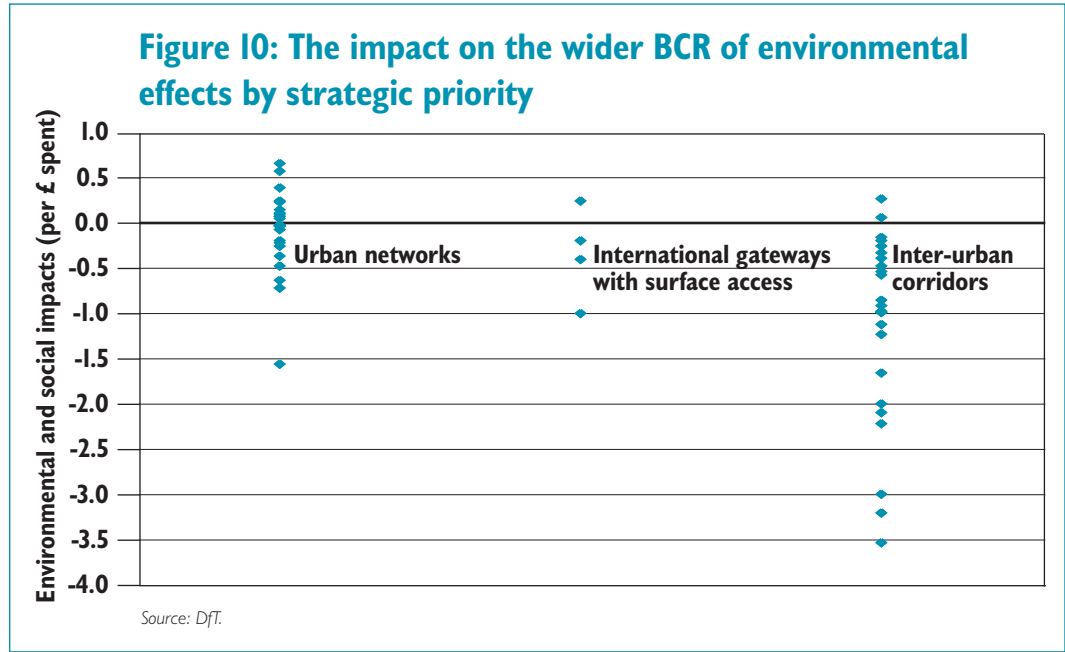 Figure 10: The impact on the wider BCR of environmental
effects by strategic priority
Environmental and social impacts (per £ spent)
1.0
0.5
0.0
-0.5
-1.0
-1.5
-2.0
-2.5
-3.0
-3.5
-4.0
Urban networks
International gateways
with surface access
Inter-urban
corridors
Source: DfT.